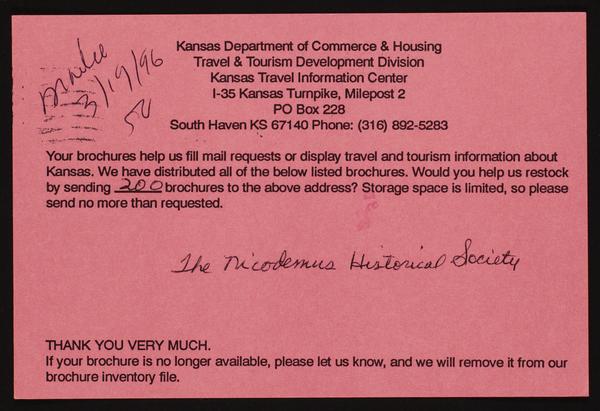 Kansas Department of Commerce & Housing
Travel & Tourism Development Division
Kansas Travel Information Center
I-35 Kansas Turnpike, Milepost 2
PO Box 228
South Haven KS 67140 Phone: (316) 892-5283
3/19/96
Your brochures help us fill mail requests or display travel and tourism information about
Kansas. We have distributed all of the below listed brochures. Would you help us restock
by sending 200 brochures to the above address? Storage space is limited, so please
send no more than requested.
The Nicodemus Historical Society
THANK YOU VERY MUCH.
If your brochure is no longer available, please let us know, and we will remove it from our
brochure inventory file.